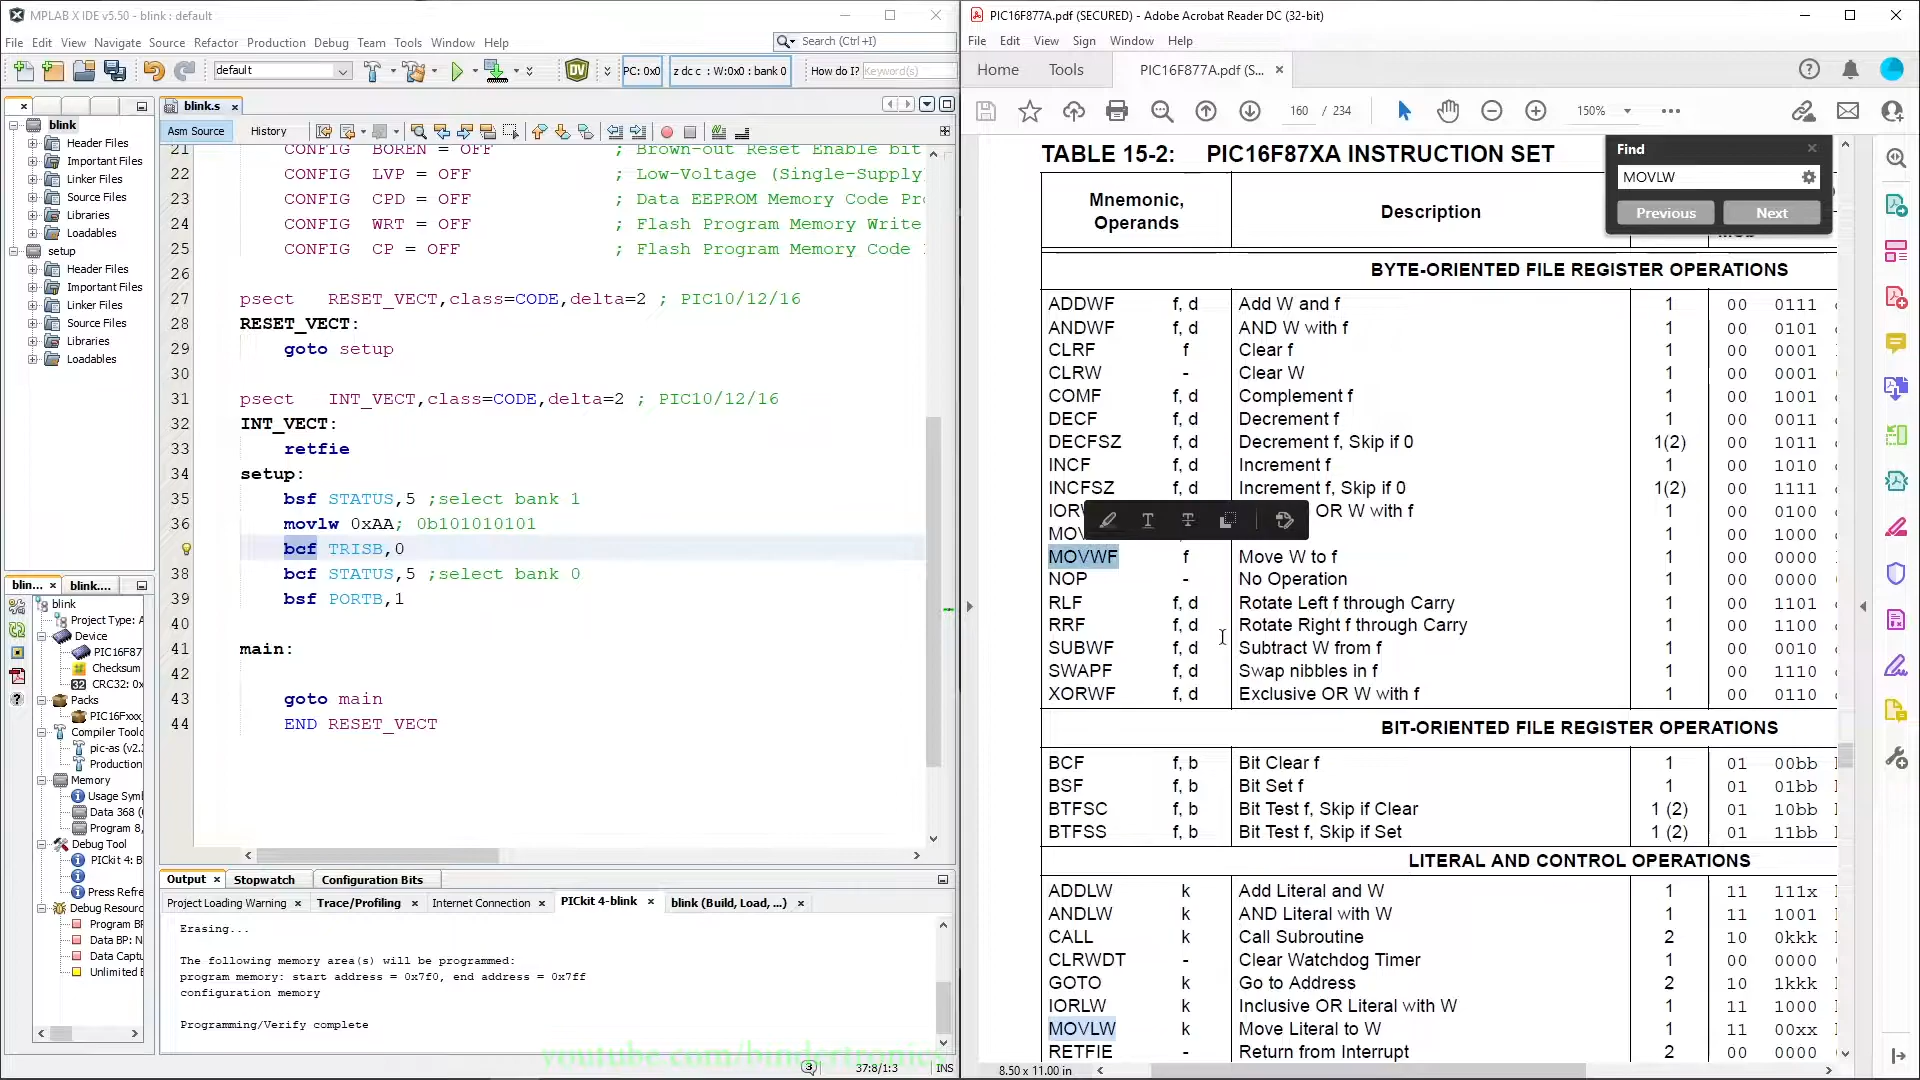 MPLAB X IDE v5.50 - blink : default
File Edit View Navigate Source Refactor Production Debug Team Tools Window Help
Search (Ctrl+I)
default
PC: 0x0
z dc c : W:0x0 : bank 0
How do I?
Keyword(s)
blink
Header Files
Important Files
Linker Files
Source Files
Libraries
Loadables
setup
Header Files
Important Files
Linker Files
Source Files
Libraries
Loadables
blink.s
Asm Source
History
21 CONFIG BOREN = OFF ; Brown-out Reset Enable bit
22 CONFIG LVP = OFF ; Low-Voltage (Single-Supply)
23 CONFIG CPD = OFF ; Data EEPROM Memory Code Pr
24 CONFIG WRT = OFF ; Flash Program Memory Write
25 CONFIG CP = OFF ; Flash Program Memory Code
26
27 psect RESET_VECT,class=CODE,delta=2 ; PIC10/12/16
28 RESET_VECT:
29 goto setup
30
31 psect INT_VECT,class=CODE,delta=2 ; PIC10/12/16
32 INT_VECT:
33 retfie
34 setup:
35 bsf STATUS,5 ;select bank 1
36 movlw 0xAA; 0b101010101
bcf TRISB,0
38 bcf STATUS,5 ;select bank 0
39 bsf PORTB,1
40
41 main:
42
43 goto main
44 END RESET_VECT
blin...
blink....
blink
Project Type: A
Device
PIC16F87
Checksum
CRC32: 0x
Packs
PIC16Fxxx_
Compiler Toolc
pic-as (v2.3
Production
Memory
Usage Syml
Data 368 (
Program 8,
Debug Tool
PICkit 4: B
Press Refre
Debug Resourc
Program BP
Data BP: N
Data Captu
Unlimited B
Output
Stopwatch
Configuration Bits
Project Loading Warning
Trace/Profiling
Internet Connection
PICkit 4-blink
blink (Build, Load, ...)
Erasing...
The following memory area(s) will be programmed:
program memory: start address = 0x7f0, end address = 0x7ff
configuration memory
Programming/Verify complete
youtube.com/bindertronics
3
37:8/1:3
INS
PIC16F877A.pdf (SECURED) - Adobe Acrobat Reader DC (32-bit)
File Edit View Sign Window Help
Home
Tools
PIC16F877A.pdf (S...
160 / 234
150%
Find
MOVLW
Previous
Next
TABLE 15-2: PIC16F87XA INSTRUCTION SET
Mnemonic, Operands
Description
BYTE-ORIENTED FILE REGISTER OPERATIONS
ADDWF f, d Add W and f 1 00 0111
ANDWF f, d AND W with f 1 00 0101
CLRF f Clear f 1 00 0001
CLRW - Clear W 1 00 0001
COMF f, d Complement f 1 00 1001
DECF f, d Decrement f 1 00 0011
DECFSZ f, d Decrement f, Skip if 0 1(2) 00 1011
INCF f, d Increment f 1 00 1010
INCFSZ f, d Increment f, Skip if 0 1(2) 00 1111
IORW OR W with f 1 00 0100
MOV 1 00 1000
MOVWF f Move W to f 1 00 0000
NOP - No Operation 1 00 0000
RLF f, d Rotate Left f through Carry 1 00 1101
RRF f, d Rotate Right f through Carry 1 00 1100
SUBWF f, d Subtract W from f 1 00 0010
SWAPF f, d Swap nibbles in f 1 00 1110
XORWF f, d Exclusive OR W with f 1 00 0110
BIT-ORIENTED FILE REGISTER OPERATIONS
BCF f, b Bit Clear f 1 01 00bb
BSF f, b Bit Set f 1 01 01bb
BTFSC f, b Bit Test f, Skip if Clear 1 (2) 01 10bb
BTFSS f, b Bit Test f, Skip if Set 1 (2) 01 11bb
LITERAL AND CONTROL OPERATIONS
ADDLW k Add Literal and W 1 11 111x
ANDLW k AND Literal with W 1 11 1001
CALL k Call Subroutine 2 10 0kkk
CLRWDT - Clear Watchdog Timer 1 00 0000
GOTO k Go to Address 2 10 1kkk
IORLW k Inclusive OR Literal with W 1 11 1000
MOVLW k Move Literal to W 1 11 00xx
RETFIE - Return from Interrupt 2 00 0000
8.50 x 11.00 in